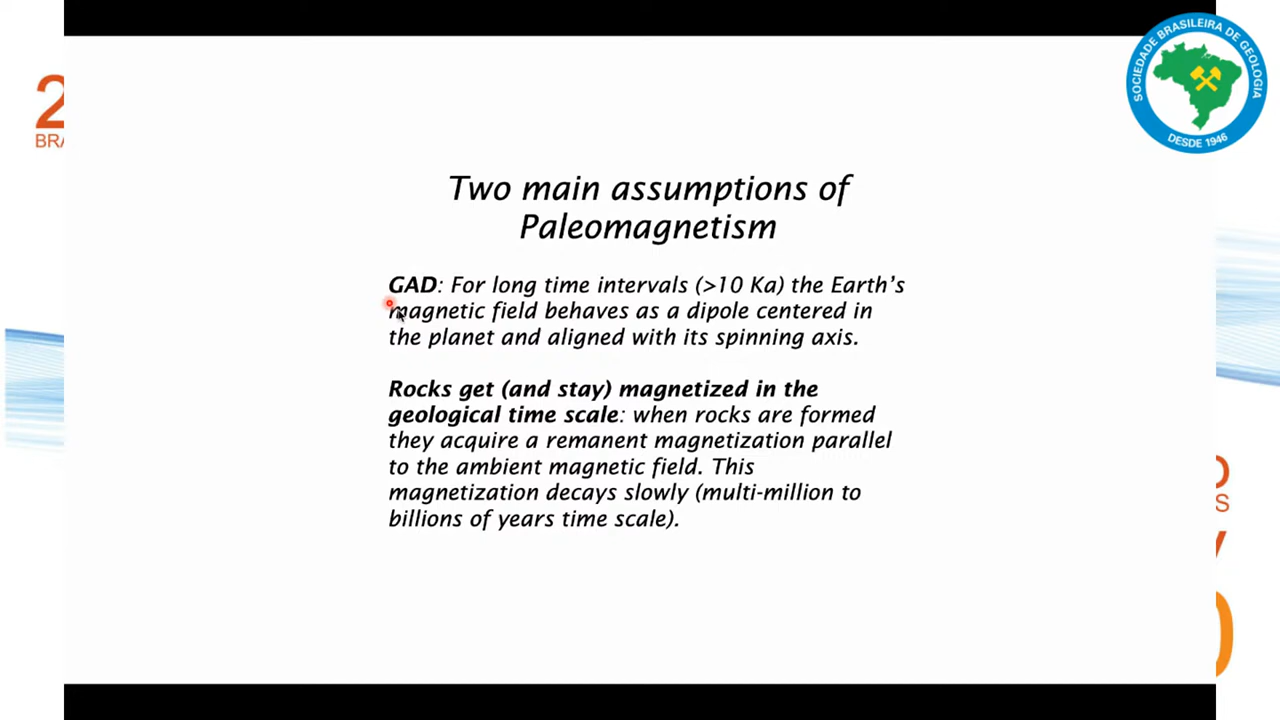 SOCIEDADE BRASILEIRA DE GEOLOGIA
DESDE 1946
2
BRA
Two main assumptions of
Paleomagnetism
GAD: For long time intervals (>10 Ka) the Earth's
magnetic field behaves as a dipole centered in
the planet and aligned with its spinning axis.
Rocks get (and stay) magnetized in the
geological time scale: when rocks are formed
they acquire a remanent magnetization parallel
to the ambient magnetic field. This
magnetization decays slowly (multi-million to
billions of years time scale).
S